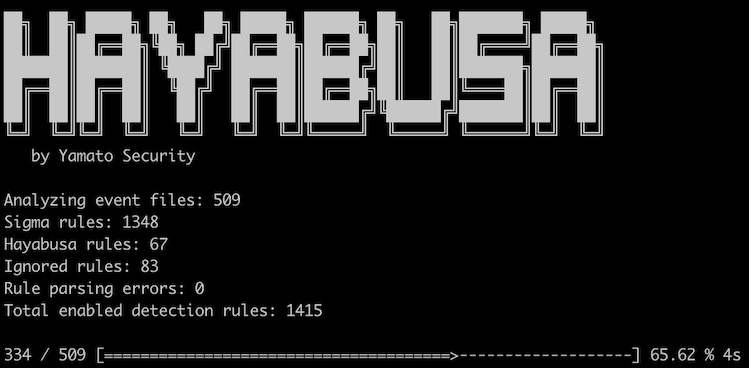 HAYABUSA
by Yamato Security
Analyzing event files: 509
Sigma rules: 1348
Hayabusa rules: 67
Ignored rules: 83
Rule parsing errors: 0
Total enabled detection rules: 1415
334 / 509 [======================================>-------------------] 65.62 % 4s